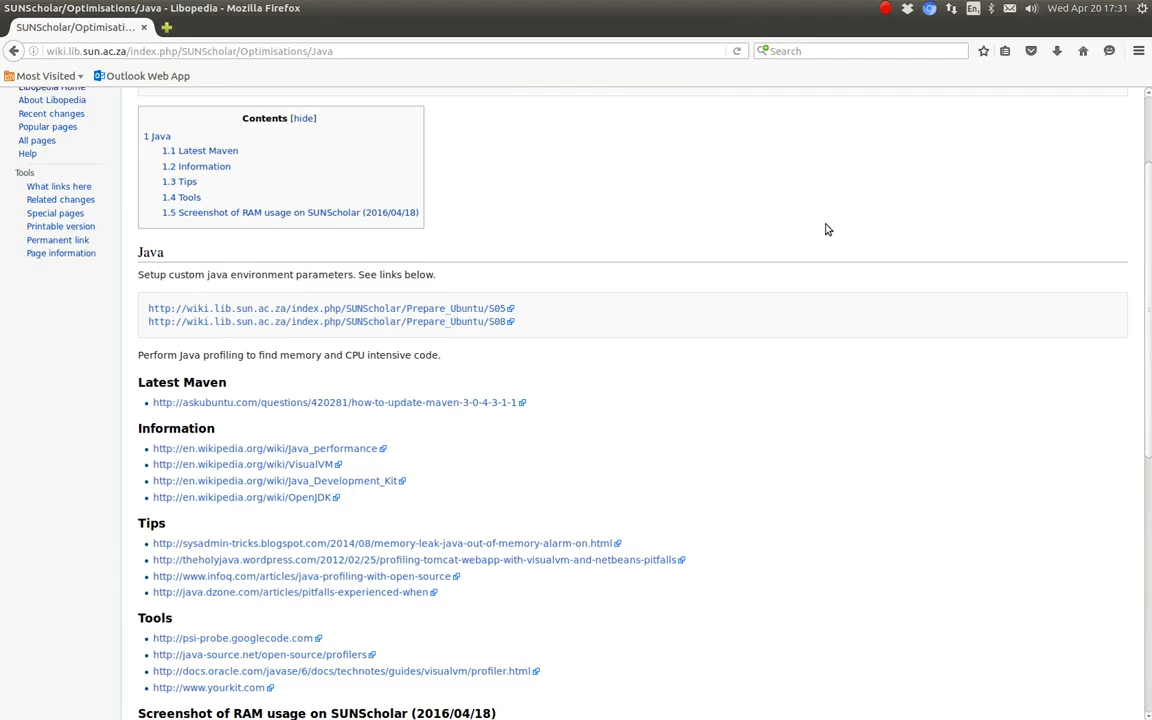 SUNScholar/Optimisations/Java - Libopedia - Mozilla Firefox
En
Wed Apr 20 17:31
SUNScholar/Optimisati...
wiki.lib.sun.ac.za/index.php/SUNScholar/Optimisations/Java
Search
Most Visited
Outlook Web App
Libopedia Home
About Libopedia
Recent changes
Popular pages
All pages
Help
Tools
What links here
Related changes
Special pages
Printable version
Permanent link
Page information
Contents [hide]
1 Java
1.1 Latest Maven
1.2 Information
1.3 Tips
1.4 Tools
1.5 Screenshot of RAM usage on SUNScholar (2016/04/18)
Java
Setup custom java environment parameters. See links below.
http://wiki.lib.sun.ac.za/index.php/SUNScholar/Prepare_Ubuntu/S05
http://wiki.lib.sun.ac.za/index.php/SUNScholar/Prepare_Ubuntu/S08
Perform Java profiling to find memory and CPU intensive code.
Latest Maven
http://askubuntu.com/questions/420281/how-to-update-maven-3-0-4-3-1-1
Information
http://en.wikipedia.org/wiki/Java_performance
http://en.wikipedia.org/wiki/VisualVM
http://en.wikipedia.org/wiki/Java_Development_Kit
http://en.wikipedia.org/wiki/OpenJDK
Tips
http://sysadmin-tricks.blogspot.com/2014/08/memory-leak-java-out-of-memory-alarm-on.html
http://theholyjava.wordpress.com/2012/02/25/profiling-tomcat-webapp-with-visualvm-and-netbeans-pitfalls
http://www.infoq.com/articles/java-profiling-with-open-source
http://java.dzone.com/articles/pitfalls-experienced-when
Tools
http://psi-probe.googlecode.com
http://java-source.net/open-source/profilers
http://docs.oracle.com/javase/6/docs/technotes/guides/visualvm/profiler.html
http://www.yourkit.com
Screenshot of RAM usage on SUNScholar (2016/04/18)